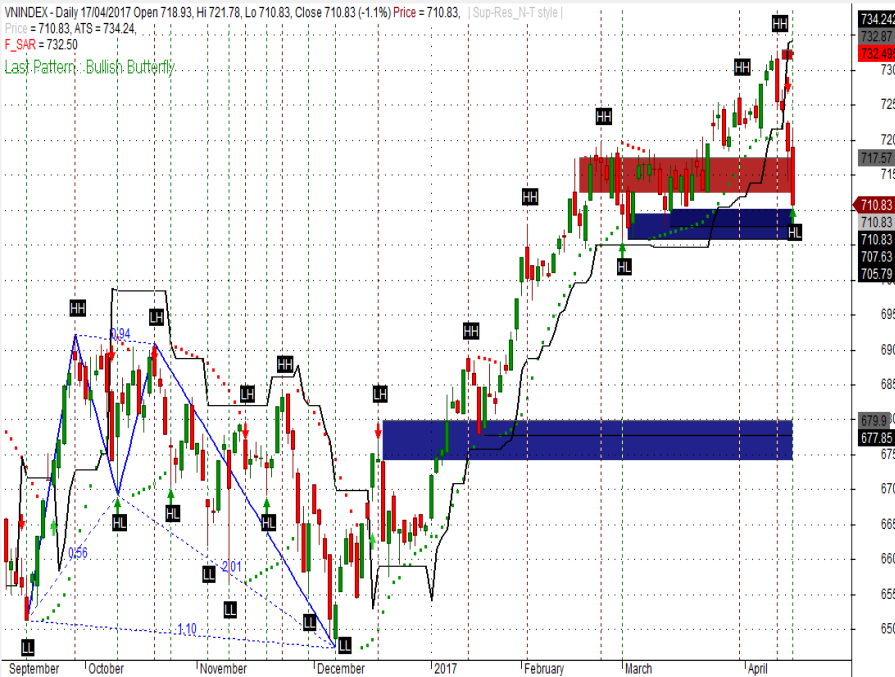 VNINDEX - Daily 17/04/2017 Open 718.93, Hi 721.78, Lo 710.83, Close 710.83 (-1.1%) Price = 710.83, | Sup-Res_N-T style |
Price = 710.83, ATS = 734.24,
F_SAR = 732.50
Last Pattern : Bullish Butterfly
734.242
732.87
732.495
730
725
720
717.57
715
710.83
710.83
710.83
707.63
705.79
695
690
685
679.9
677.85
675
670
665
660
655
650
HH
HH
HH
HH
HL
HL
HH
HH
LH
0.94
HH
LH
LH
HL
HL
HL
0.56
LL
2.01
LL
LL
1.10
LL
LL
September October November December 2017 February March April